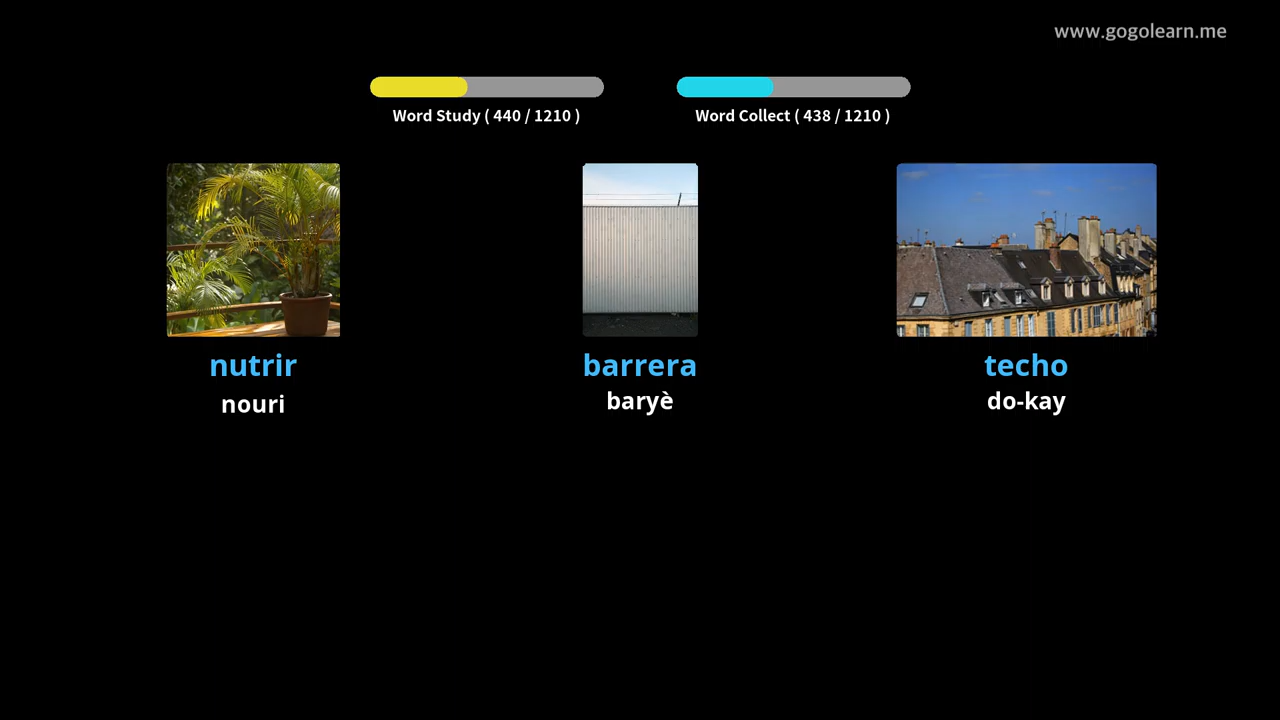 www.gogolearn.me
Word Study ( 440 / 1210 )
Word Collect ( 438 / 1210 )
nutrir
nouri
barrera
baryè
techo
do-kay